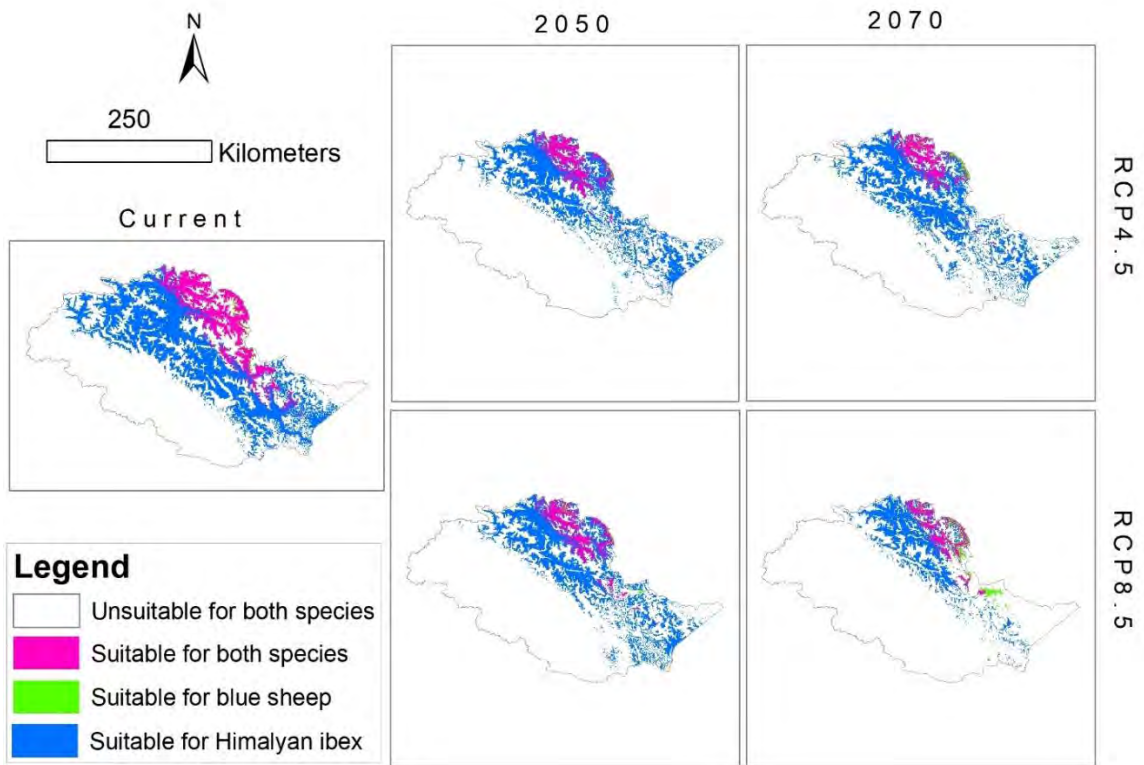 N
250
Kilometers
Current
2050
2070
RCP4.5
RCP8.5
Legend
Unsuitable for both species
Suitable for both species
Suitable for blue sheep
Suitable for Himalyan ibex